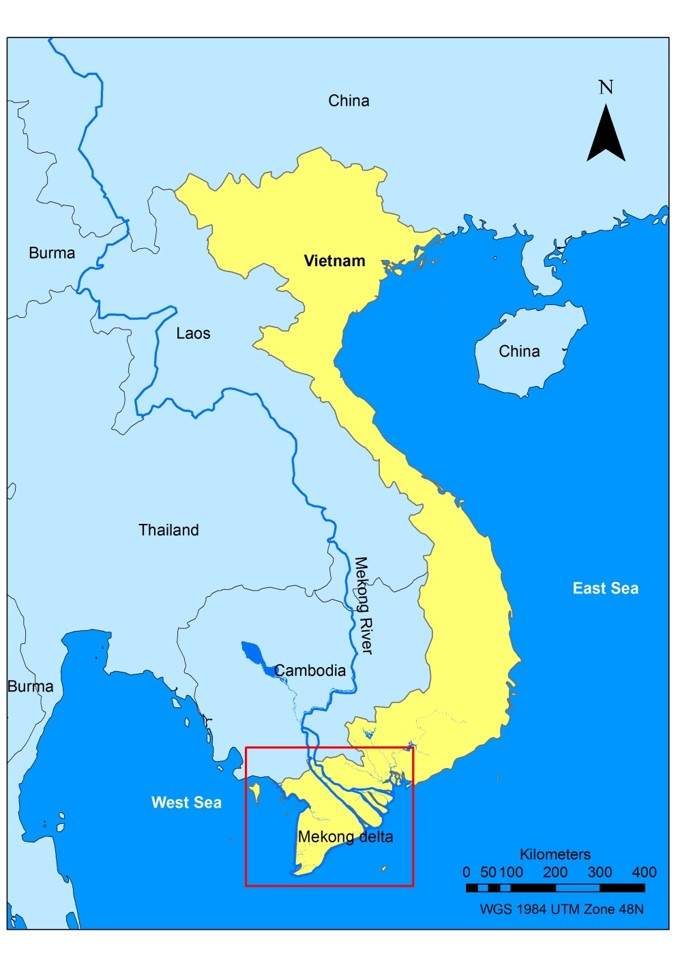 China
N
Burma
Vietnam
Laos
China
Thailand
Mekong River
East Sea
Cambodia
Burma
West Sea
Mekong delta
Kilometers
0 50 100 200 300 400
WGS 1984 UTM Zone 48N